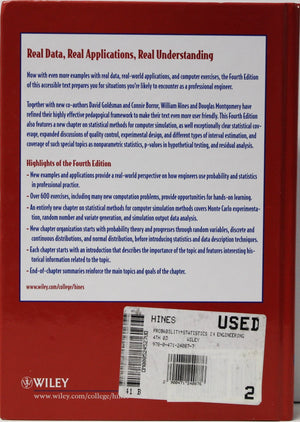 Real Data, Real Applications, Real Understanding
Now with even more examples with real data, real-world applications, and computer exercises, the Fourth Edition
of this accessible text prepares you for situations you're likely to encounter as a professional engineer.
Together with new co-authors David Goldsman and Connie Borror, William Hines and Douglas Montgomery have
refined their highly effective pedagogical framework to make their text even more user friendly. This Fourth Edition
also features a new chapter on statistical methods for computer simulation, as well exceptionally clear statistical cov-
erage, expanded discussions of quality control, experimental design, and different types of interval estimation, and
coverage of such special topics as nonparametric statistics, p-values in hypothesis testing, and residual analysis.
Highlights of the Fourth Edition
• New examples and applications provide a real-world perspective on how engineers use probability and statistics
in professional practice.
• Over 600 exercises, including many new computation problems, provide opportunities for hands-on learning.
• An entirely new chapter on statistical methods for computer simulation covers Monte Carlo experimenta-
tion, random number and variate generation, and simulation output data analysis.
• New chapter organization starts with probability theory and progresses through random variables, discrete and
continuous distributions, and normal distribution, before introducing statistics and data description techniques.
• Each chapter starts with an introduction that describes the importance of the topic and features interesting his-
torical information related to the topic.
• End-of-chapter summaries reinforce the main topics and goals of the chapter.
www.wiley.com/college/hines
HINES
USED
PROBABILITY+STATISTICS IN ENGINEERING
4TH 03 WILEY
978-0-471-24087-7
41 B
2
WILEY
www.wiley.com/college/hines